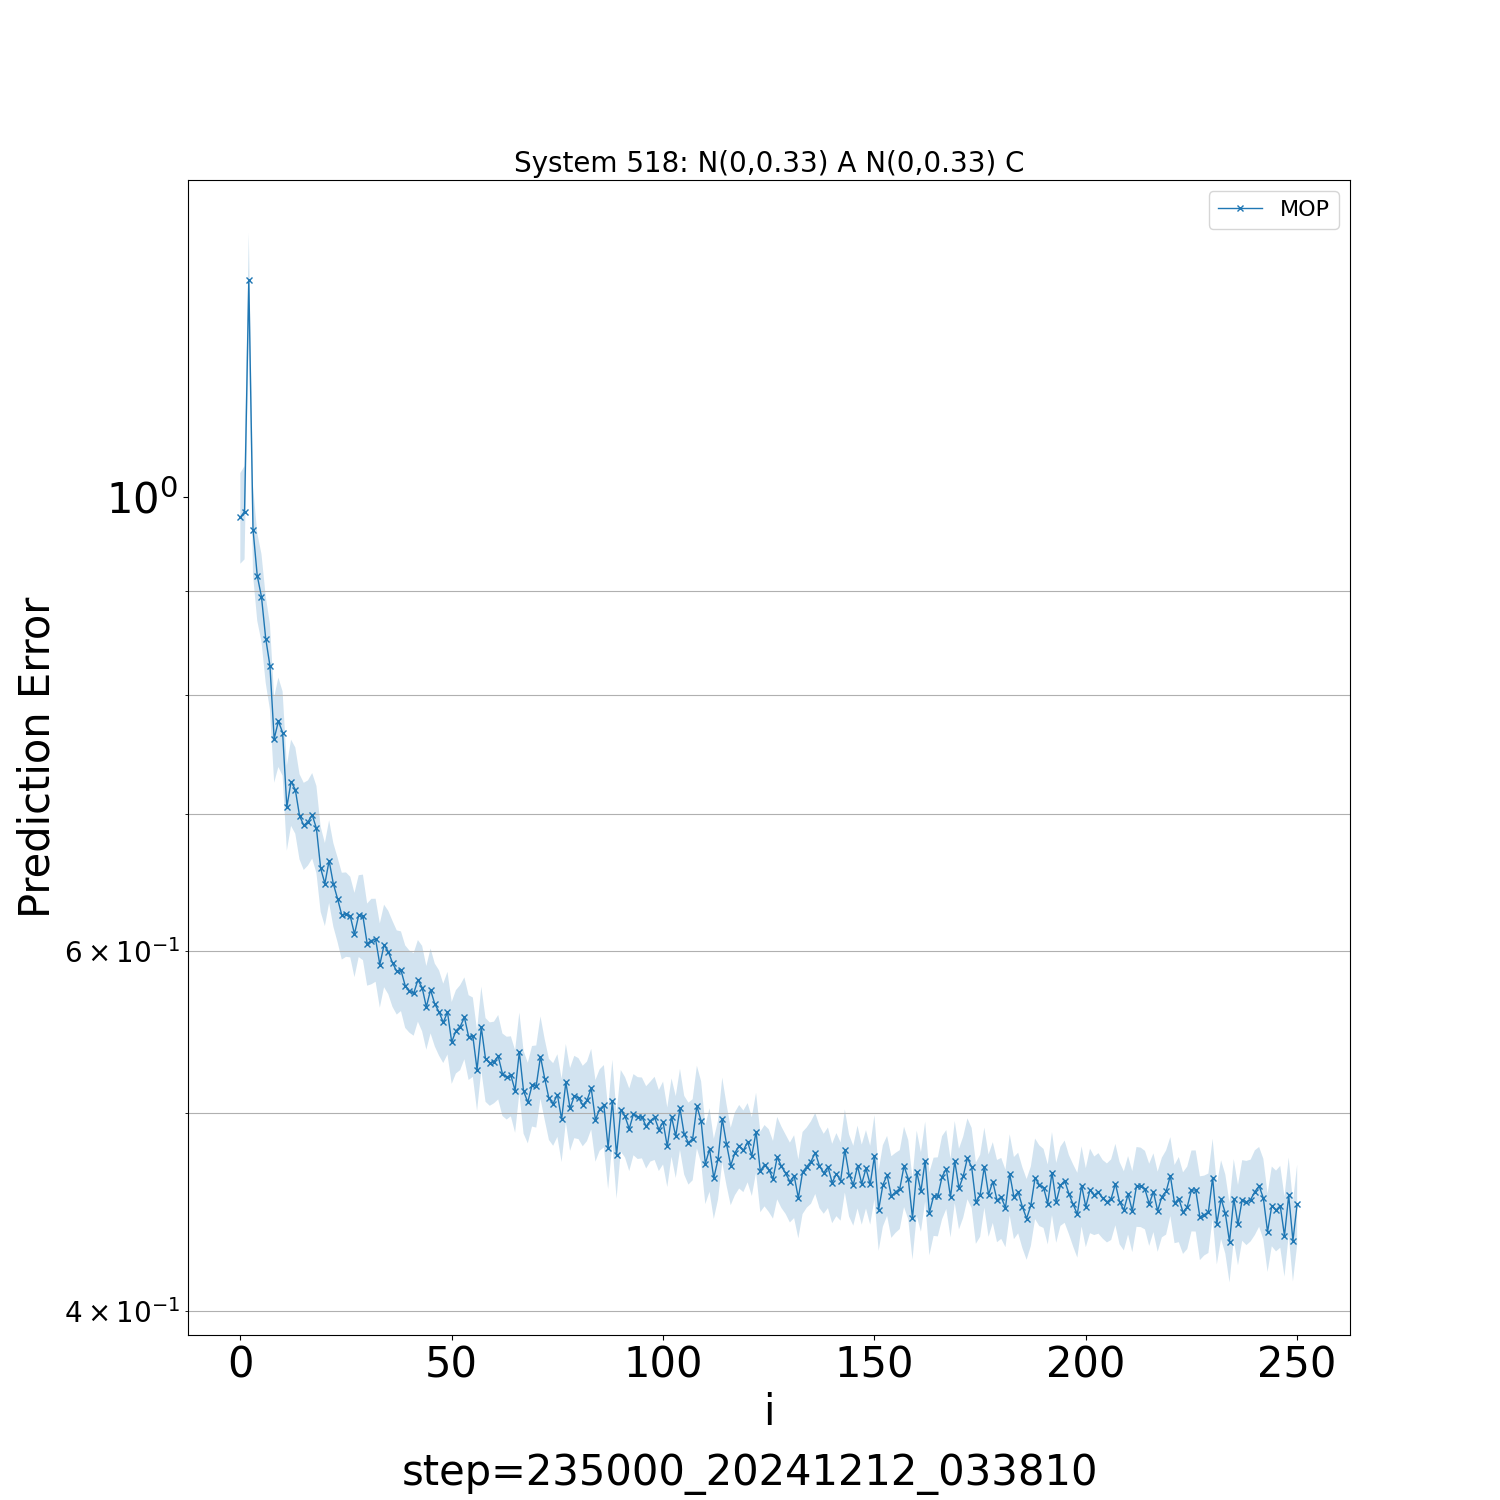 System 518: N(0,0.33) A N(0,0.33) C
MOP
10⁰
6 × 10⁻¹
4 × 10⁻¹
Prediction Error
0 50 100 150 200 250
i
step=235000_20241212_033810